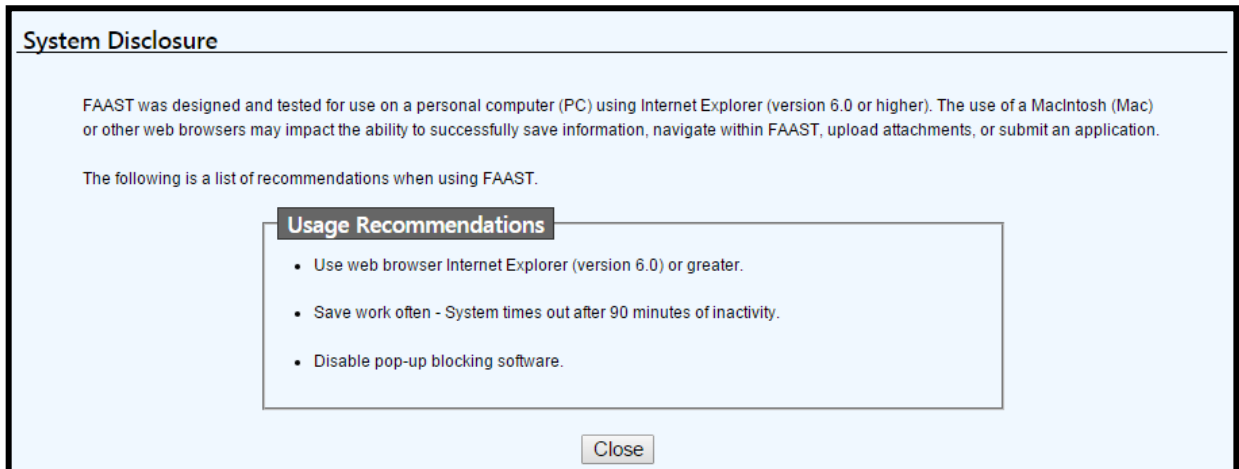 System Disclosure
FAAST was designed and tested for use on a personal computer (PC) using Internet Explorer (version 6.0 or higher). The use of a MacIntosh (Mac)
or other web browsers may impact the ability to successfully save information, navigate within FAAST, upload attachments, or submit an application.
The following is a list of recommendations when using FAAST.
Usage Recommendations
• Use web browser Internet Explorer (version 6.0) or greater.
• Save work often - System times out after 90 minutes of inactivity.
• Disable pop-up blocking software.
Close